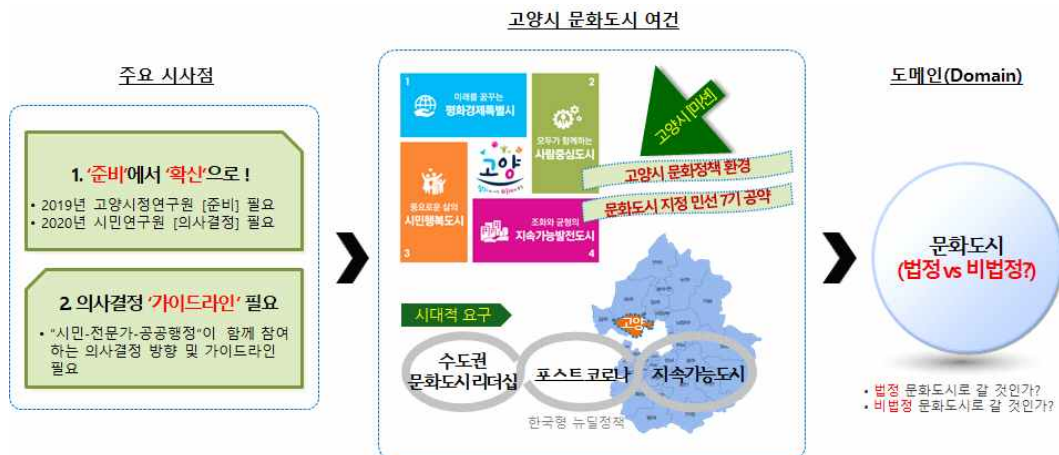 고양시 문화도시 여건
주요 시사점
1. ‘준비’에서 ‘확신’으로 !
• 2019년 고양시정연구원 [준비] 필요
• 2020년 시민연구원 [의사결정] 필요
2. 의사결정 ‘가이드라인’ 필요
• “시민-전문가-공공행정”이 함께 참여
하는 의사결정 방향 및 가이드라인
필요
1
미래를 꿈꾸는
평화경제특별시
2
모두가 함께하는
사람중심도시
고양
풍요로운 삶의
시민행복도시
3
조화와 균형의
지속가능발전도시
4
고양시 [미션]
고양시 문화정책 환경
문화도시 지정 민선 7기 공약
시대적 요구
고양
수도권
문화도시 리더십
포스트 코로나
지속가능도시
한국형 뉴딜정책
도메인(Domain)
문화도시
(법정 vs 비법정?)
• 법정 문화도시로 갈 것인가?
• 비법정 문화도시로 갈 것인가?